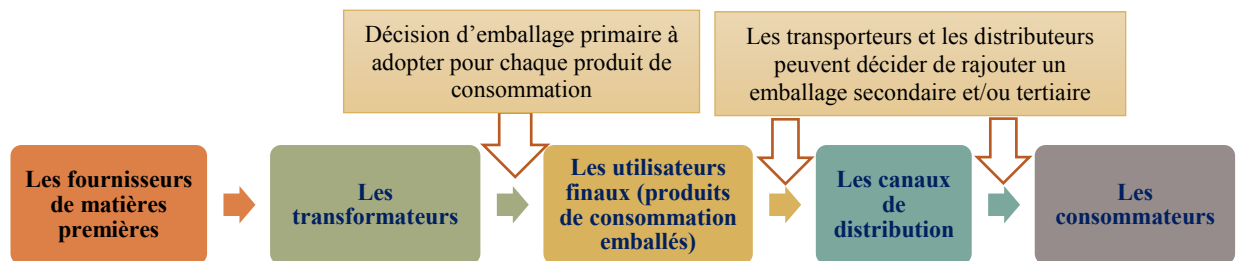 Décision d'emballage primaire à
adopter pour chaque produit de
consommation
Les transporteurs et les distributeurs
peuvent décider de rajouter un
emballage secondaire et/ou tertiaire
Les fournisseurs
de matières
premières
Les
transformateurs
Les utilisateurs
finaux (produits
de consommation
emballés)
Les canaux
de
distribution
Les
consommateurs